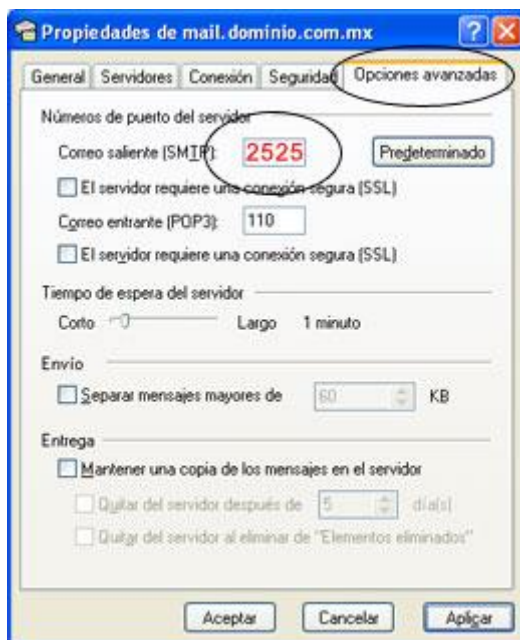 Propiedades de mail.dominio.com.mx
General Servidores Conexión Seguridad Opciones avanzadas
Números de puerto del servidor
Correo saliente (SMTP): 2525 Predeterminado
El servidor requiere una conexión segura (SSL)
Correo entrante (POP3): 110
El servidor requiere una conexión segura (SSL)
Tiempo de espera del servidor
Corto Largo 1 minuto
Envío
Separar mensajes mayores de 60 KB
Entrega
Mantener una copia de los mensajes en el servidor
Quitar del servidor después de 5 día(s)
Quitar del servidor al eliminar de "Elementos eliminados"
Aceptar Cancelar Aplicar